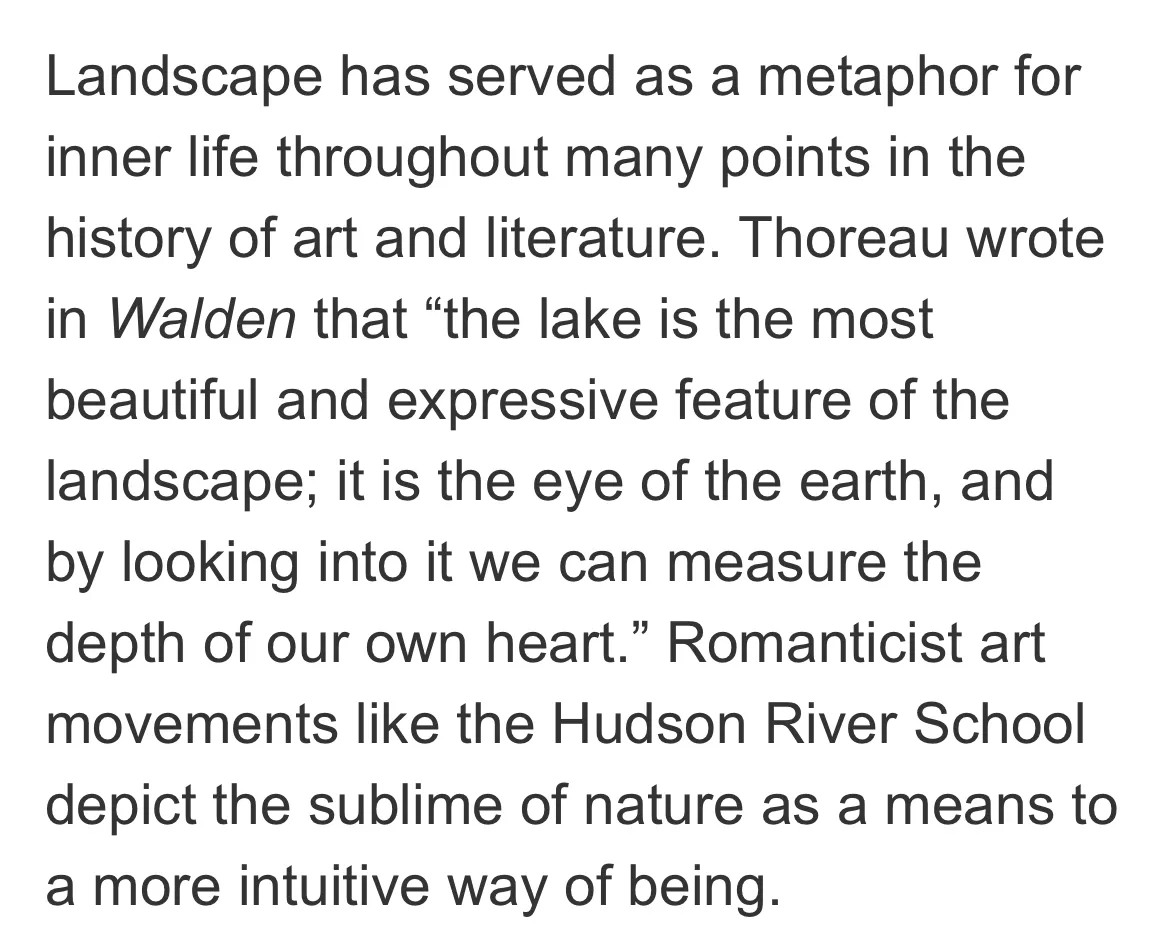 Landscape has served as a metaphor for
inner life throughout many points in the
history of art and literature. Thoreau wrote
in Walden that “the lake is the most
beautiful and expressive feature of the
landscape; it is the eye of the earth, and
by looking into it we can measure the
depth of our own heart.” Romanticist art
movements like the Hudson River School
depict the sublime of nature as a means to
a more intuitive way of being.